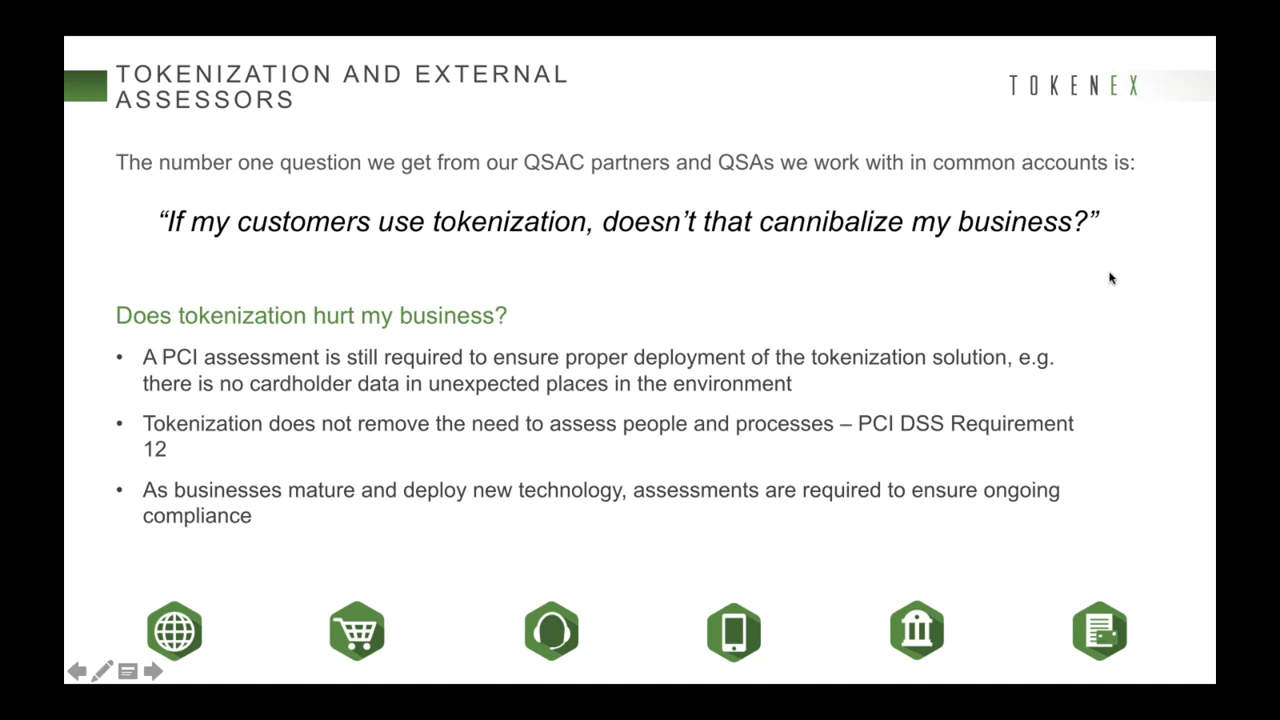 TOKENIZATION AND EXTERNAL
ASSESSORS
TOKENEX
The number one question we get from our QSAC partners and QSAs we work with in common accounts is:
“If my customers use tokenization, doesn’t that cannibalize my business?”
Does tokenization hurt my business?
• A PCI assessment is still required to ensure proper deployment of the tokenization solution, e.g.
there is no cardholder data in unexpected places in the environment
• Tokenization does not remove the need to assess people and processes – PCI DSS Requirement
12
• As businesses mature and deploy new technology, assessments are required to ensure ongoing
compliance